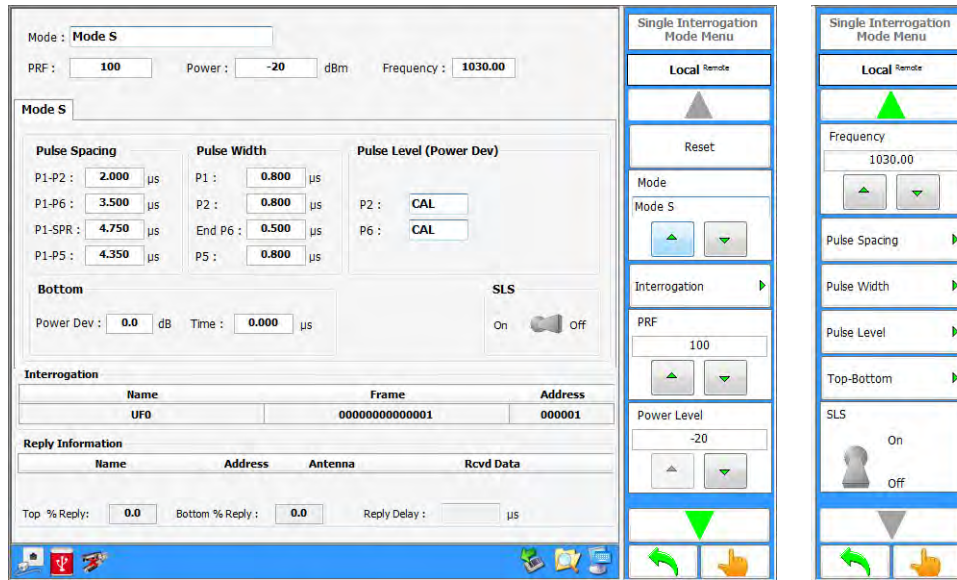 Mode : Mode S
PRF : 100 Power : -20 dBm Frequency : 1030.00
Mode S
Pulse Spacing
P1-P2 : 2.000 µs
P1-P6 : 3.500 µs
P1-SPR : 4.750 µs
P1-P5 : 4.350 µs
Pulse Width
P1 : 0.800 µs
P2 : 0.800 µs
End P6 : 0.500 µs
P5 : 0.800 µs
Pulse Level (Power Dev)
P2 : CAL
P6 : CAL
Bottom
Power Dev : 0.0 dB Time : 0.000 µs
SLS
On Off
Interrogation
Name Frame Address
UF0 00000000000001 000001
Reply Information
Name Address Antenna Rcvd Data
Top % Reply: 0.0 Bottom % Reply : 0.0 Reply Delay : µs
Single Interrogation
Mode Menu
Local Remote
Reset
Mode
Mode S
Interrogation
PRF
100
Power Level
-20
Single Interrogation
Mode Menu
Local Remote
Frequency
1030.00
Pulse Spacing
Pulse Width
Pulse Level
Top-Bottom
SLS
On
Off